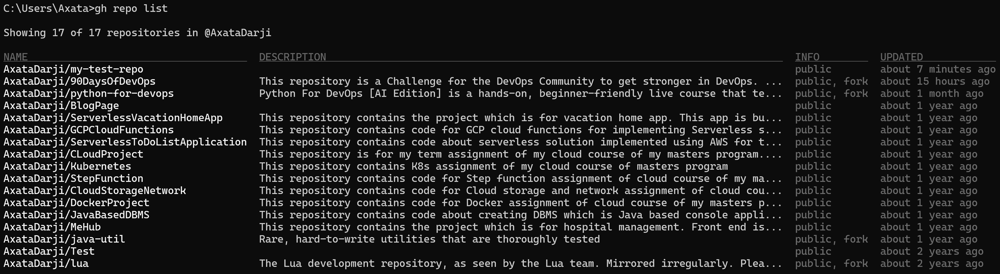 C:\Users\Axata>gh repo list
Showing 17 of 17 repositories in @AxataDarji
NAME DESCRIPTION INFO UPDATED
AxataDarji/my-test-repo public about 7 minutes ago
AxataDarji/90DaysOfDevOps This repository is a Challenge for the DevOps Community to get stronger in DevOps. ... public, fork about 15 hours ago
AxataDarji/python-for-devops Python For DevOps [AI Edition] is a hands-on, beginner-friendly live course that te... public, fork about 1 month ago
AxataDarji/BlogPage public about 1 year ago
AxataDarji/ServerlessVacationHomeApp This repository contains the project which is for vacation home app. This app is bu... public about 1 year ago
AxataDarji/GCPCloudFunctions This repository contains code for GCP cloud functions for implementing Serverless s... public about 1 year ago
AxataDarji/ServerlessToDoListApplication This repository contains code about serverless solution implemented using AWS for t... public about 1 year ago
AxataDarji/CLoudProject This repository is for my term assignment of my cloud course of my masters program.... public about 1 year ago
AxataDarji/Kubernetes This repository contains K8s assignment of my cloud course of masters program public about 1 year ago
AxataDarji/StepFunction This repository contains code for Step function assignment of cloud course of my ma... public about 1 year ago
AxataDarji/CloudStorageNetwork This repository contains code for Cloud storage and network assignment of cloud cou... public about 1 year ago
AxataDarji/DockerProject This repository contains code for Docker assignment of cloud course of my masters p... public about 1 year ago
AxataDarji/JavaBasedDBMS This repository contains code about creating DBMS which is Java based console appli... public about 1 year ago
AxataDarji/MeHub This repository contains the project which is for hospital management. Front end is... public about 1 year ago
AxataDarji/java-util Rare, hard-to-write utilities that are thoroughly tested public, fork about 1 year ago
AxataDarji/Test public about 2 years ago
AxataDarji/lua The Lua development repository, as seen by the Lua team. Mirrored irregularly. Plea... public, fork about 2 years ago